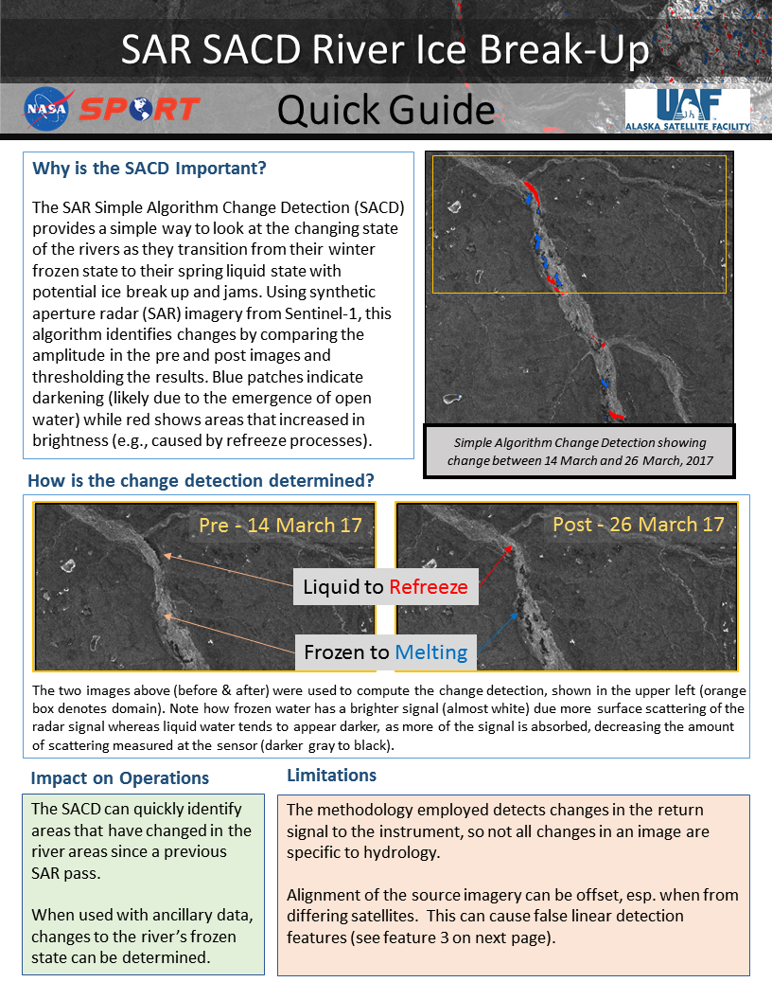 SAR SACD River Ice Break-Up
NASA
SPORT
Quick Guide
UAF
ALASKA SATELLITE FACILITY
Why is the SACD Important?
The SAR Simple Algorithm Change Detection (SACD)
provides a simple way to look at the changing state
of the rivers as they transition from their winter
frozen state to their spring liquid state with
potential ice break up and jams. Using synthetic
aperture radar (SAR) imagery from Sentinel-1, this
algorithm identifies changes by comparing the
amplitude in the pre and post images and
thresholding the results. Blue patches indicate
darkening (likely due to the emergence of open
water) while red shows areas that increased in
brightness (e.g., caused by refreeze processes).
Simple Algorithm Change Detection showing
change between 14 March and 26 March, 2017
How is the change detection determined?
Pre - 14 March 17
Post - 26 March 17
Liquid to Refreeze
Frozen to Melting
The two images above (before & after) were used to compute the change detection, shown in the upper left (orange
box denotes domain). Note how frozen water has a brighter signal (almost white) due more surface scattering of the
radar signal whereas liquid water tends to appear darker, as more of the signal is absorbed, decreasing the amount
of scattering measured at the sensor (darker gray to black).
Impact on Operations
The SACD can quickly identify
areas that have changed in the
river areas since a previous
SAR pass.
When used with ancillary data,
changes to the river's frozen
state can be determined.
Limitations
The methodology employed detects changes in the return
signal to the instrument, so not all changes in an image are
specific to hydrology.
Alignment of the source imagery can be offset, esp. when from
differing satellites. This can cause false linear detection
features (see feature 3 on next page).